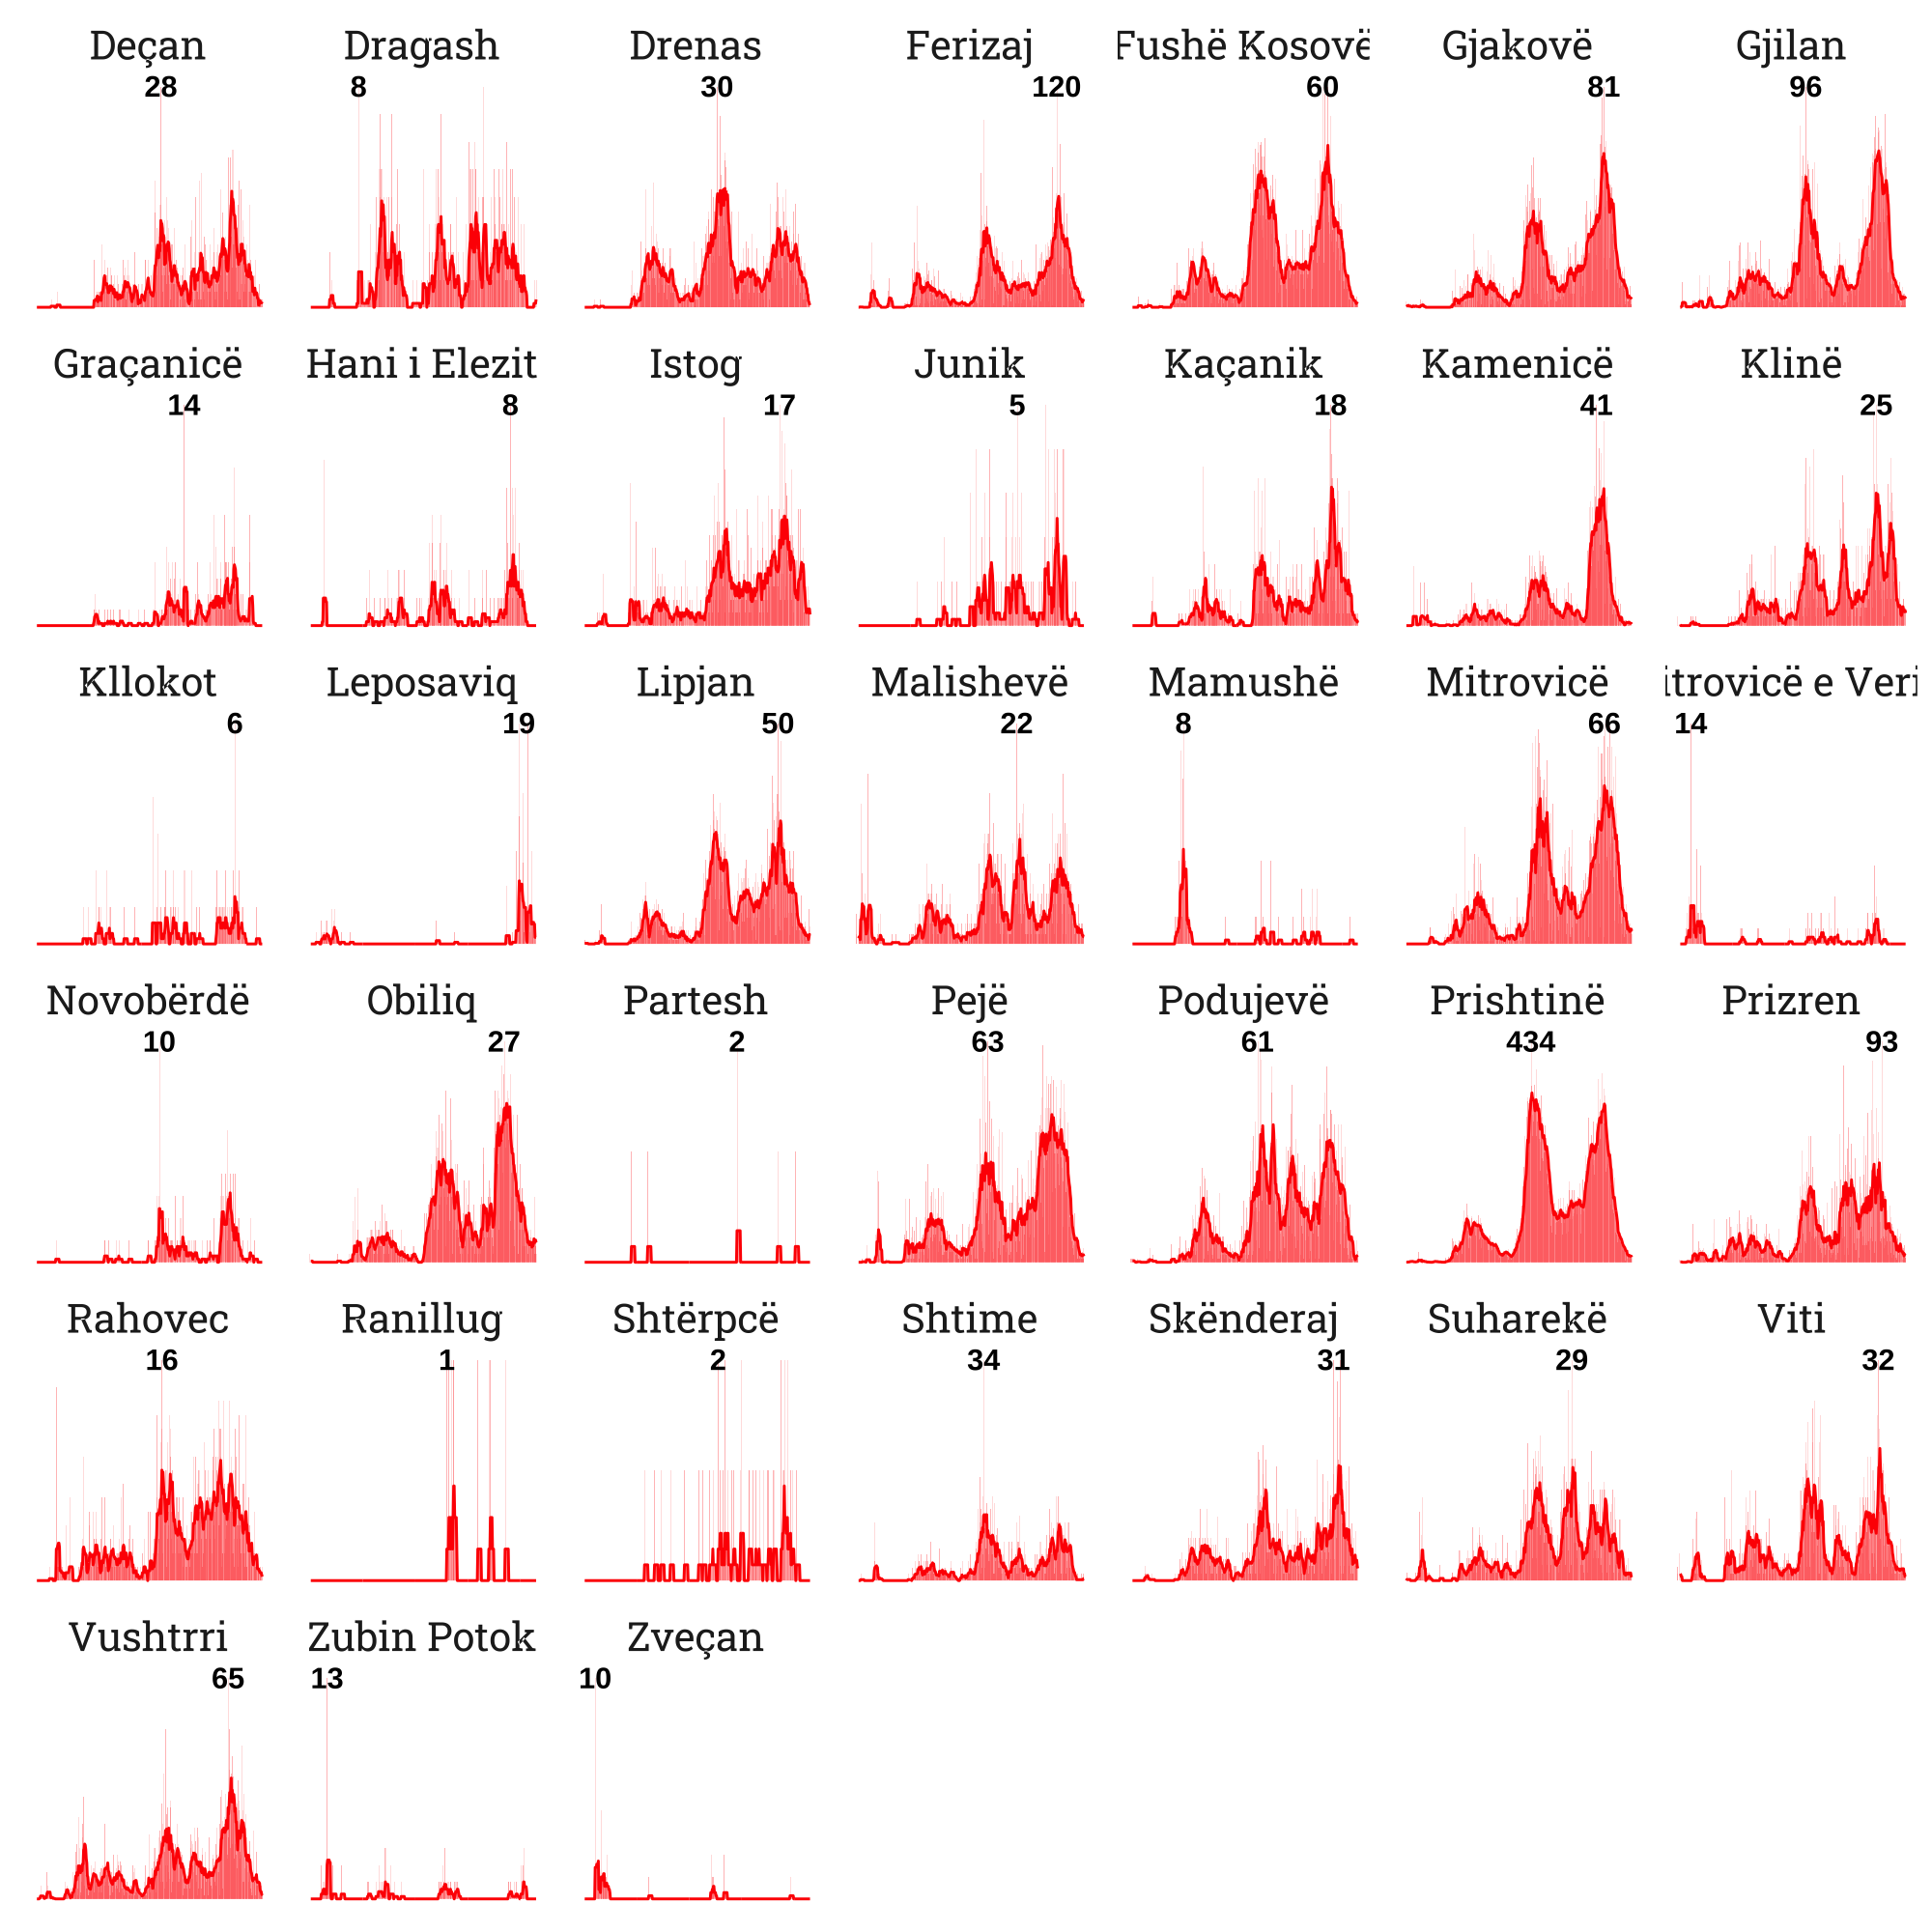 Deçan Dragash Drenas Ferizaj Fushë Kosovë Gjakovë Gjilan
28 8 30 120 60 81 96
Graçanicë Hani i Elezit Istog Junik Kaçanik Kamenicë Klinë
14 8 17 5 18 41 25
Kllokot Leposaviq Lipjan Malishevë Mamushë Mitrovicë itrovicë e Veri
6 19 50 22 8 66 14
Novobërdë Obiliq Partesh Pejë Podujevë Prishtinë Prizren
10 27 2 63 61 434 93
Rahovec Ranillug Shtërpcë Shtime Skënderaj Suharekë Viti
16 1 2 34 31 29 32
Vushtrri Zubin Potok Zveçan
65 13 10